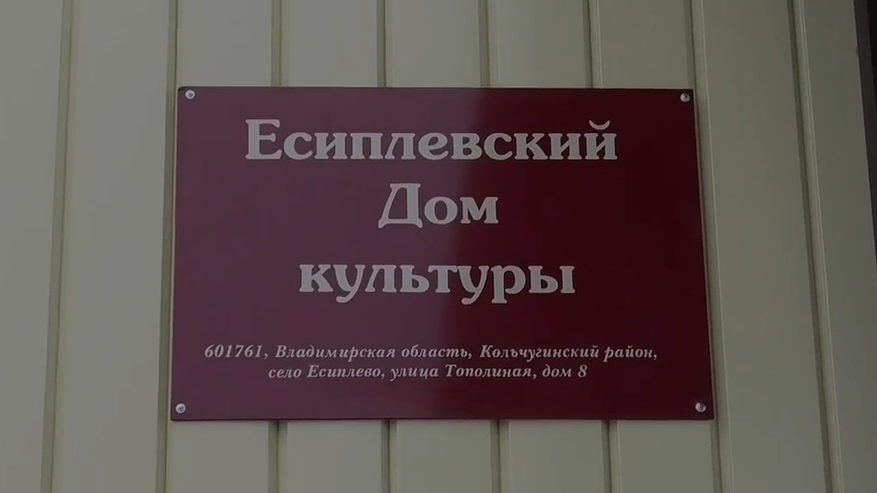 Есиплевский
Дом
культуры
601761, Владимирская область, Кольчугинский район,
село Есиплево, улица Тополиная, дом 8